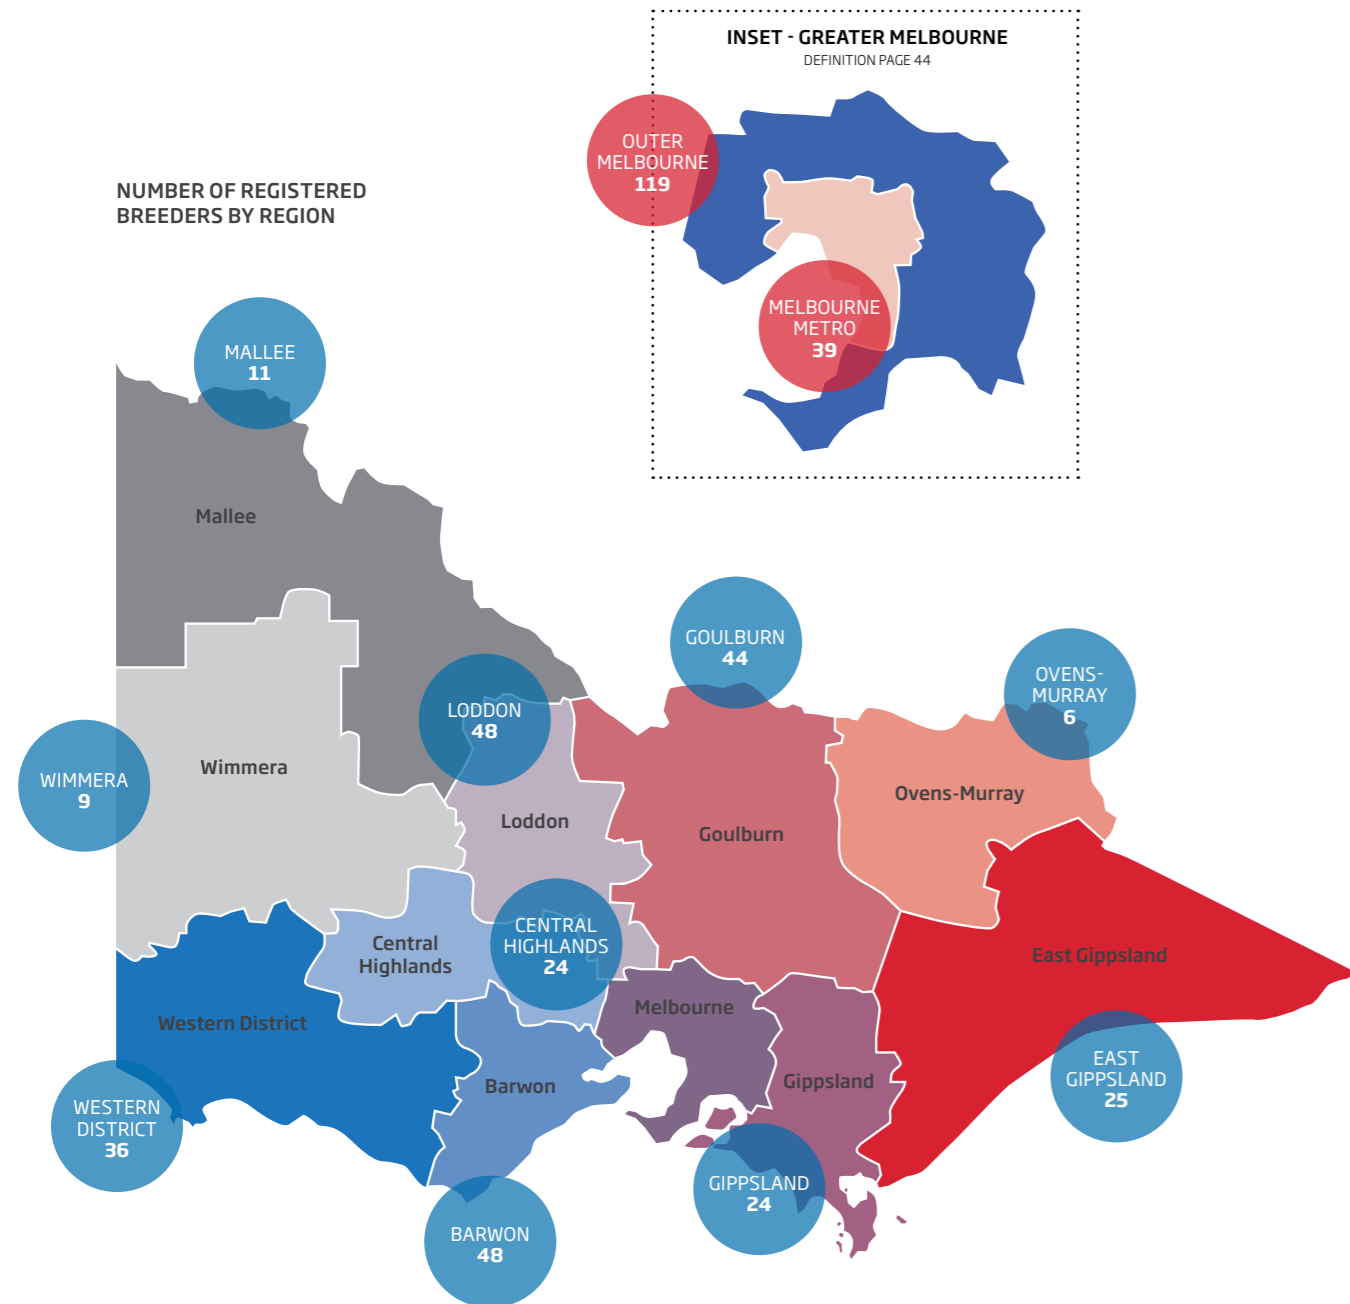 INSET - GREATER MELBOURNE
DEFINITION PAGE 44
OUTER
MELBOURNE
119
NUMBER OF REGISTERED
BREEDERS BY REGION
MELBOURNE
METRO
39
MALLEE
11
Mallee
GOULBURN
44
OVENS-
MURRAY
6
LODDON
48
WIMMERA
9
Wimmera
Ovens-Murray
Loddon
Goulburn
CENTRAL
HIGHLANDS
24
Central
Highlands
East Gippsland
Melbourne
Western District
EAST
GIPPSLAND
25
Barwon
Gippsland
WESTERN
DISTRICT
36
GIPPSLAND
24
BARWON
48